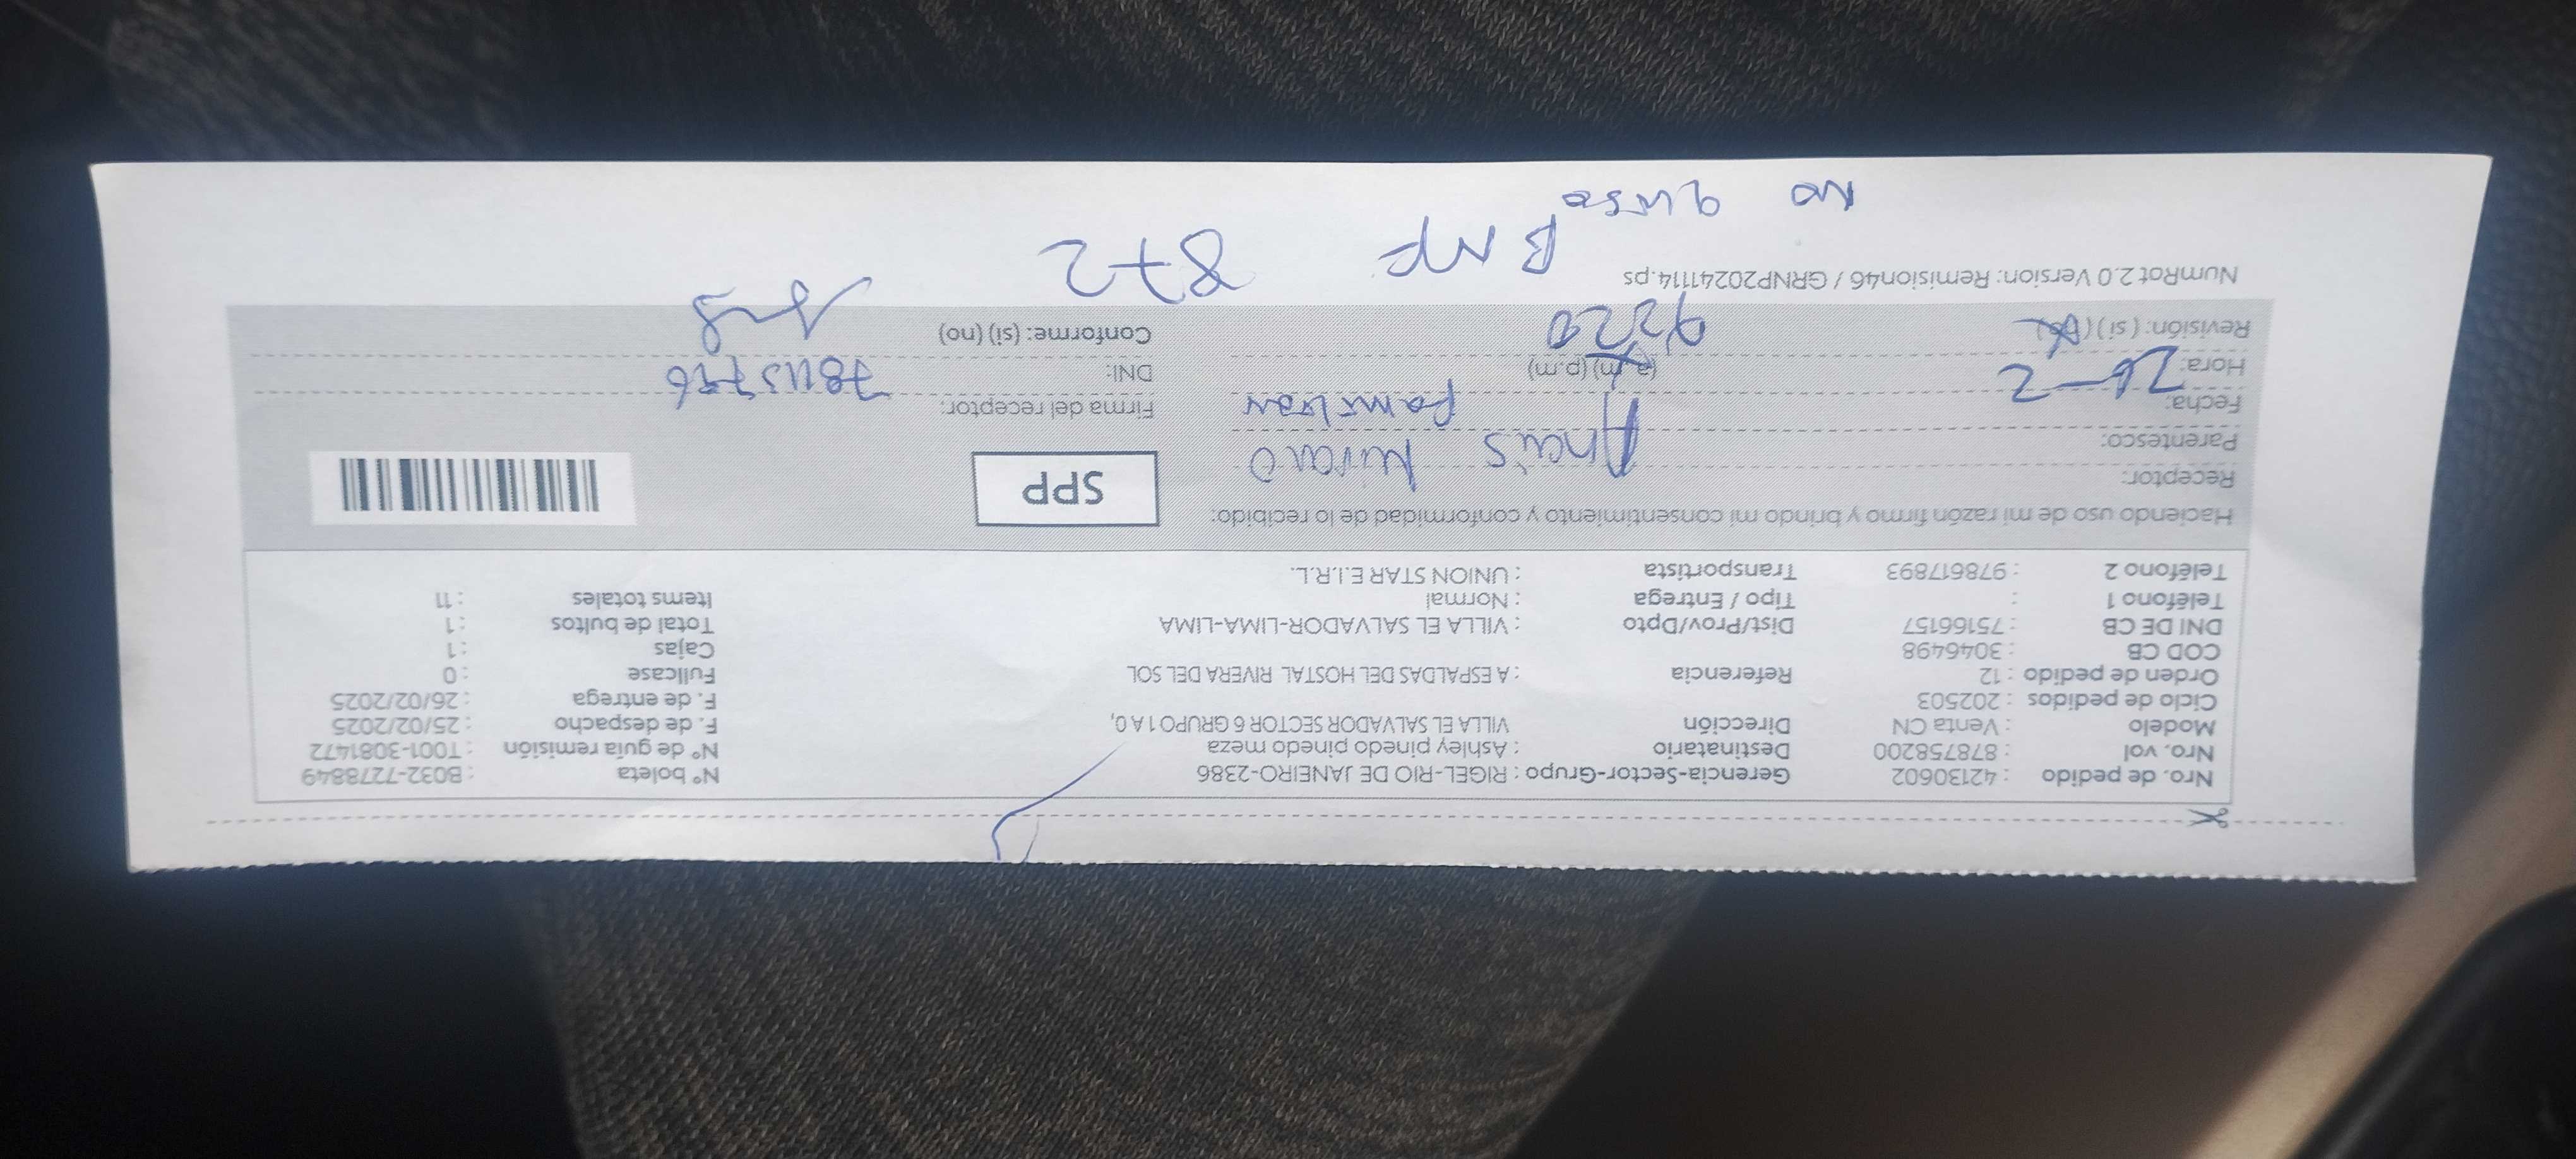 Nro. de pedido : 42130602 Gerencia-Sector-Grupo : RIGEL-RIO DE JANEIRO-2386 N° boleta : B032-7278849
Nro. vol : 878758200 Destinatario : Ashley pinedo pinedo meza N° de guía remisión : T001-3081472
Modelo : Venta CN Dirección VILLA EL SALVADOR SECTOR 6 GRUPO 1 A 0, F. de despacho : 25/02/2025
Ciclo de pedidos : 202503 F. de entrega : 26/02/2025
Orden de pedido : 12 Referencia : A ESPALDAS DEL HOSTAL RIVERA DEL SOL Fullcase : 0
COD CB : 3046498 Cajas : 1
DNI DE CB : 75166157 Dist/Prov/Dpto : VILLA EL SALVADOR-LIMA-LIMA Total de bultos : 1
Teléfono 1 : Tipo / Entrega : Normal Items totales : 11
Teléfono 2 : 978617893 Transportista : UNION STAR E.I.R.L.
Haciendo uso de mi razón firmo y brindo mi consentimiento y conformidad de lo recibido:
Receptor: Anais SPP
Parentesco:
Fecha: 26-2 Firma del receptor:
Hora: (a.m) (p.m) DNI:
Revisión: (si) (no) 9:20 Conforme: (si) (no)
NumRot 2.0 Version: Remision46 / GRNP20241114.ps
872
no quiso